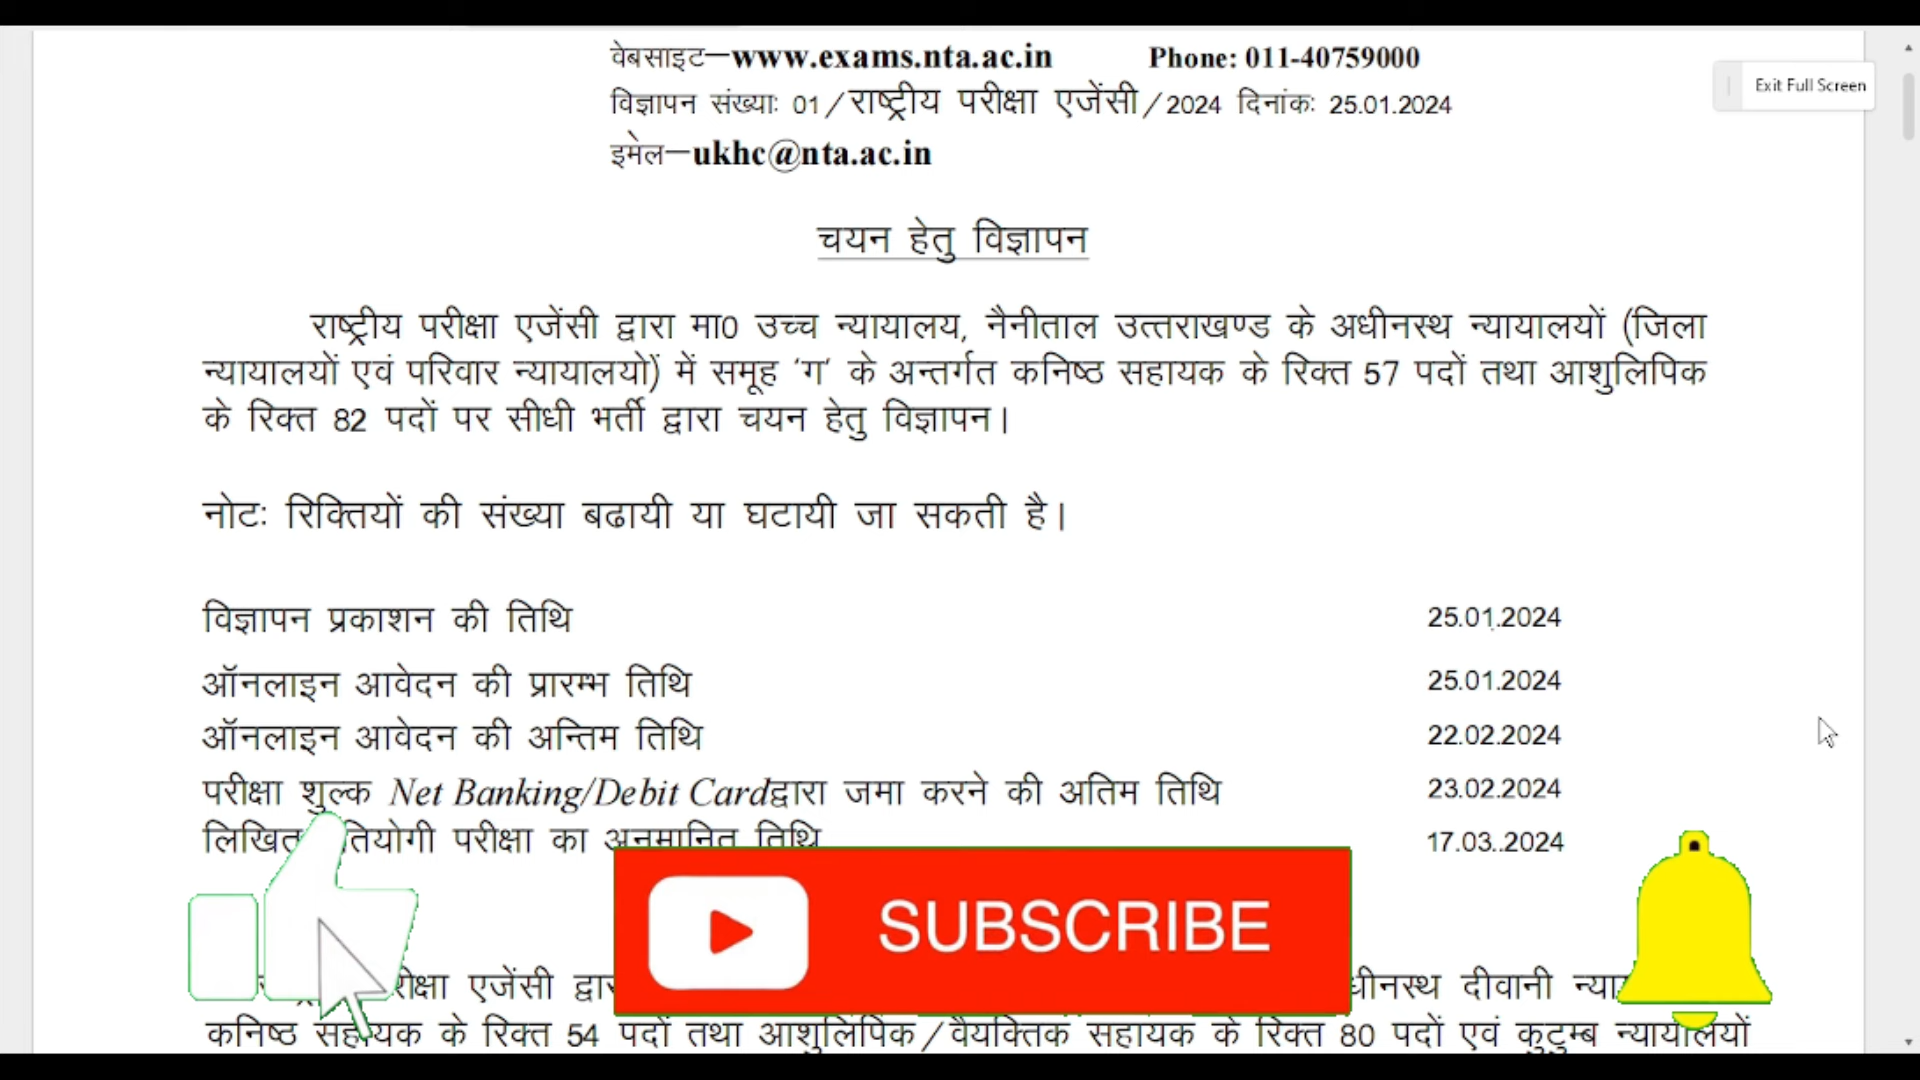 वेबसाइट–www.exams.nta.ac.in Phone: 011-40759000
विज्ञापन संख्याः 01/राष्ट्रीय परीक्षा एजेंसी/2024 दिनांकः 25.01.2024
Exit Full Screen
इमेल–ukhc@nta.ac.in
चयन हेतु विज्ञापन
राष्ट्रीय परीक्षा एजेंसी द्वारा मा0 उच्च न्यायालय, नैनीताल उत्तराखण्ड के अधीनस्थ न्यायालयों (जिला
न्यायालयों एवं परिवार न्यायालयों) में समूह 'ग' के अन्तर्गत कनिष्ठ सहायक के रिक्त 57 पदों तथा आशुलिपिक
के रिक्त 82 पदों पर सीधी भर्ती द्वारा चयन हेतु विज्ञापन।
नोटः रिक्तियों की संख्या बढायी या घटायी जा सकती है।
विज्ञापन प्रकाशन की तिथि 25.01.2024
ऑनलाइन आवेदन की प्रारम्भ तिथि 25.01.2024
ऑनलाइन आवेदन की अन्तिम तिथि 22.02.2024
परीक्षा शुल्क Net Banking/Debit Cardद्वारा जमा करने की अतिम तिथि 23.02.2024
परीक्षा का अनुमानित तिथि 17.03..2024
SUBSCRIBE
एजेंसी दीवानी
कनिष्ठ सहायक के रिक्त 54 पदों तथा आशुलिपिक/वैयक्तिक सहायक के रिक्त 80 पदों एवं कुटुम्ब न्यायालयों